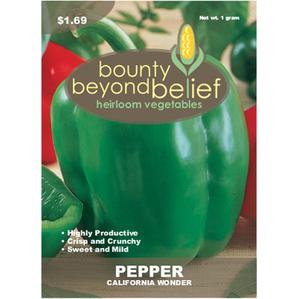 $1.69
Net wt. 1 gram
bounty
beyond belief
heirloom vegetables
• Highly Productive
• Crisp and Crunchy
• Sweet and Mild
PEPPER
CALIFORNIA WONDER